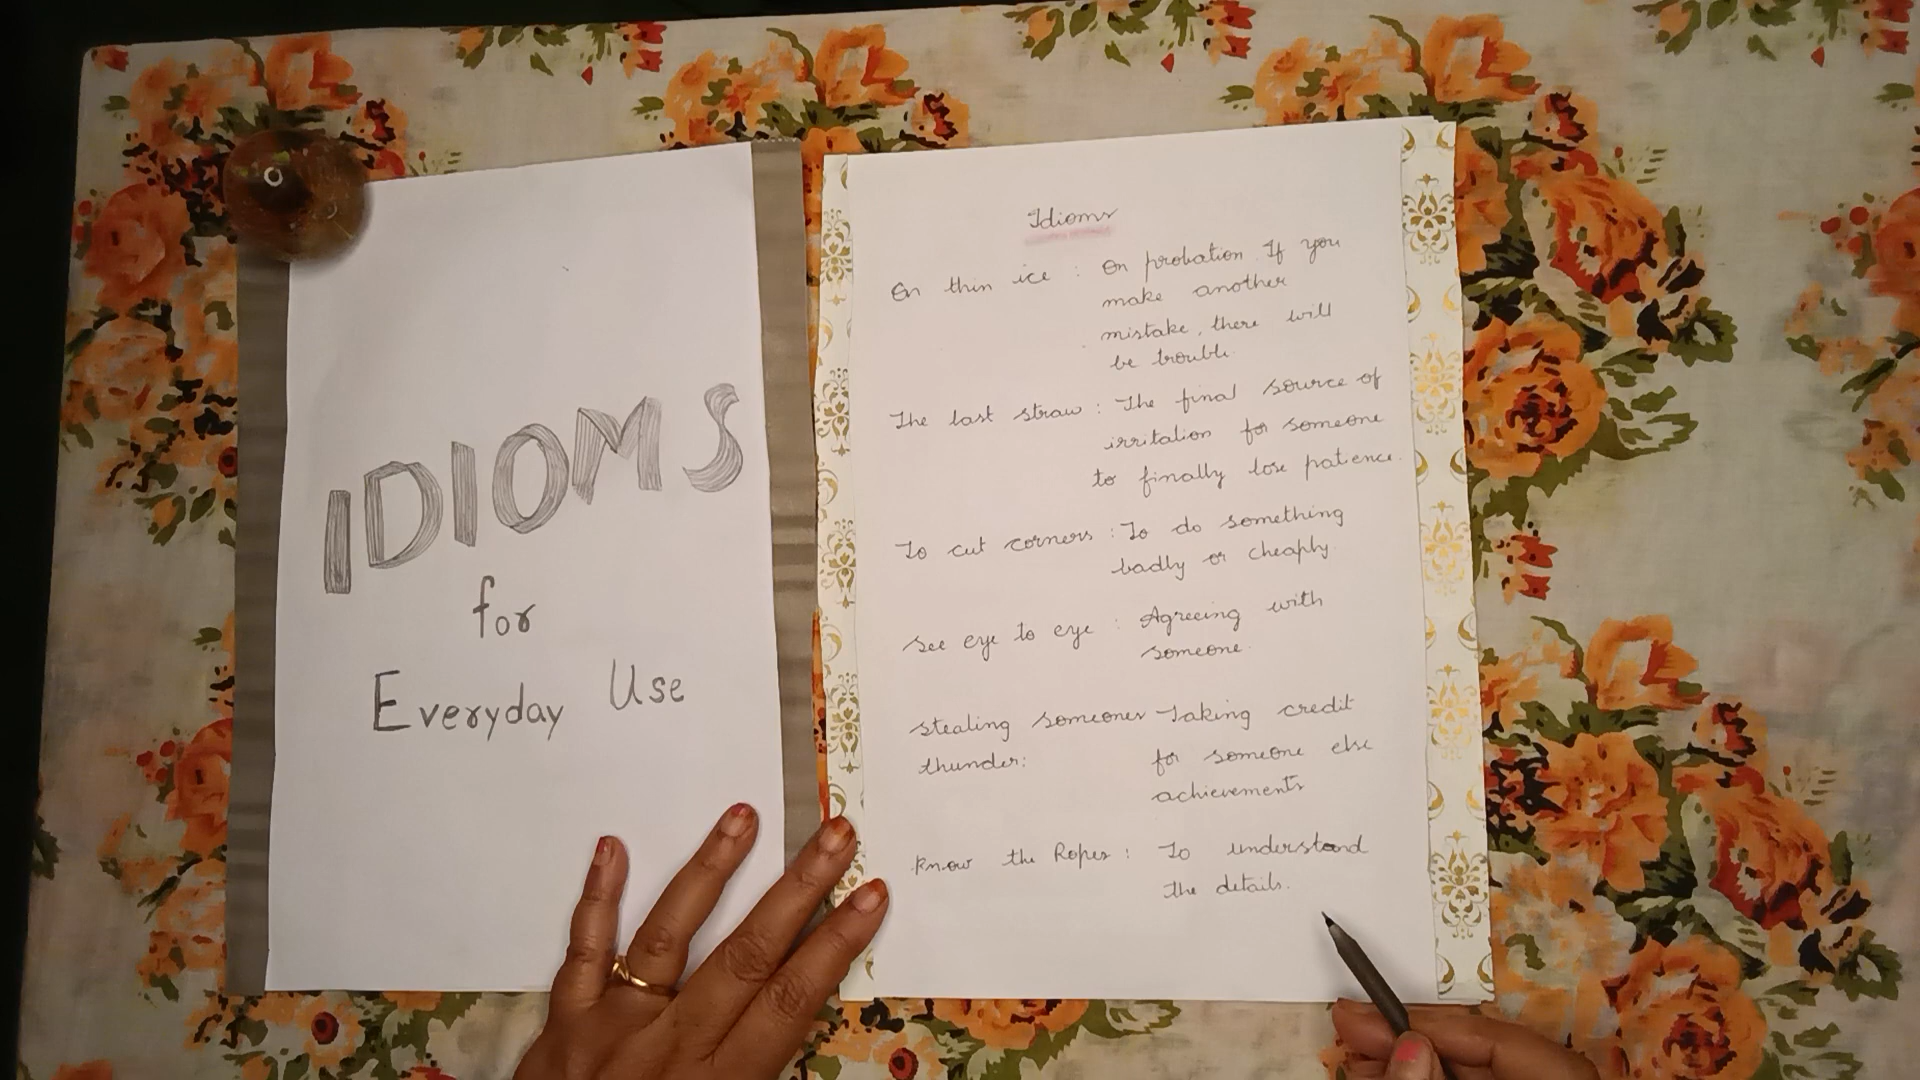 IDIOMS
for
Everyday Use
Idioms
On thin ice : On probation. If you
make another
mistake, there will
be trouble.
The last straw : The final source of
irritation for someone
to finally lose patience.
To cut corners : To do something
badly or cheaply
See eye to eye : Agreeing with
someone.
Stealing someones Taking credit
thunder: for someone else
achievements
Know the Ropes : To understand
the details.